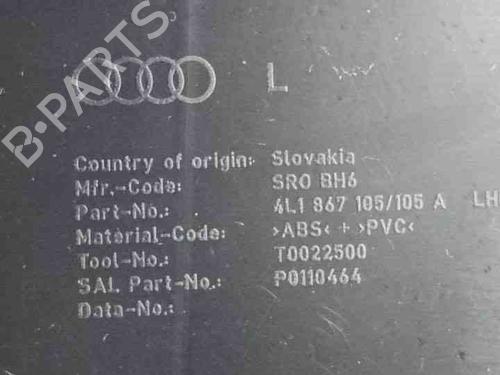 B-PARTS
L
Country of origin: Slovakia
Mfr.-Code: SRO BH6
Part-No.: 4L1 867 105/105 A LH
Material-Code: >ABS< + >PVC<
Tool-No.: T0022500
SAI. Part-No.: P0110464
Data-No.: